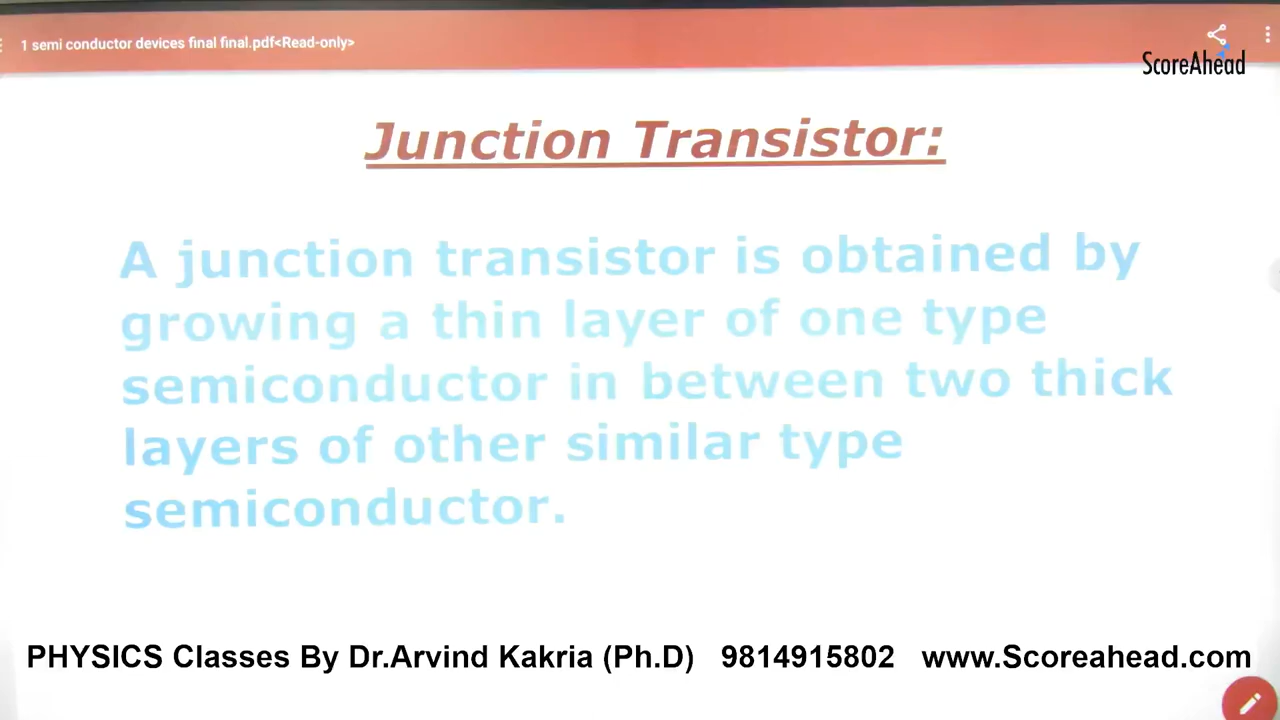 1 semi conductor devices final final.pdf<Read-only>
ScoreAhead
Junction Transistor:
A junction transistor is obtained by
growing a thin layer of one type
semiconductor in between two thick
layers of other similar type
semiconductor.
PHYSICS Classes By Dr.Arvind Kakria (Ph.D) 9814915802 www.Scoreahead.com